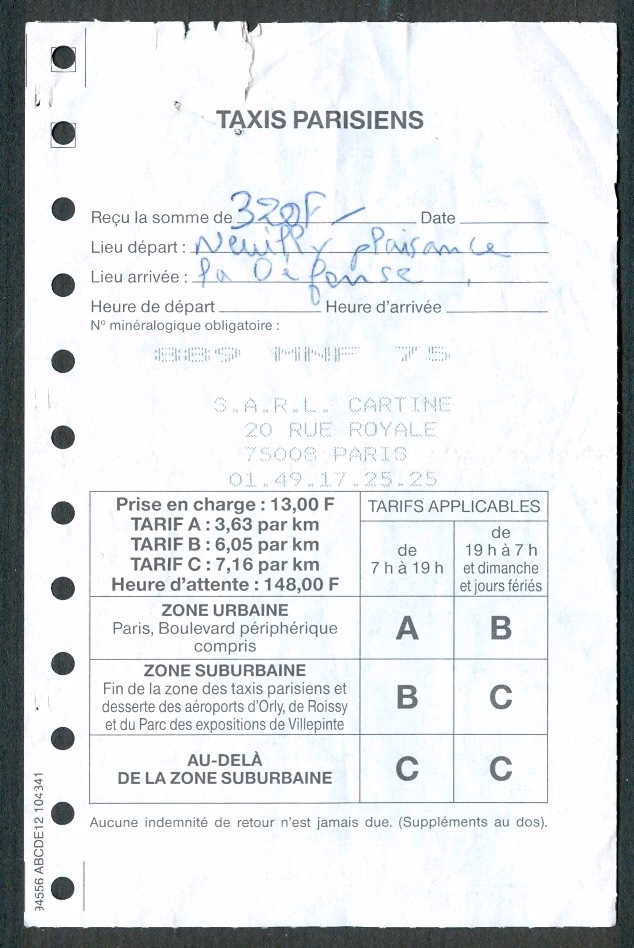 TAXIS PARISIENS
Reçu la somme de 320F Date
Lieu départ : Neuilly plaisance
Lieu arrivée : la Défense
Heure de départ Heure d'arrivée
N° minéralogique obligatoire :
889 MNF 75
S.A.R.L. CARTINE
20 RUE ROYALE
75008 PARIS
01.49.17.25.25
Prise en charge : 13,00 F
TARIF A : 3,63 par km
TARIF B : 6,05 par km
TARIF C : 7,16 par km
Heure d'attente : 148,00 F
TARIFS APPLICABLES
de
7 h à 19 h
de
19 h à 7 h
et dimanche
et jours fériés
ZONE URBAINE
Paris, Boulevard périphérique
compris
A B
ZONE SUBURBAINE
Fin de la zone des taxis parisiens et
desserte des aéroports d'Orly, de Roissy
et du Parc des expositions de Villepinte
B C
AU-DELÀ
DE LA ZONE SUBURBAINE
C C
Aucune indemnité de retour n'est jamais due. (Suppléments au dos).
94556 ABCDE12 104341